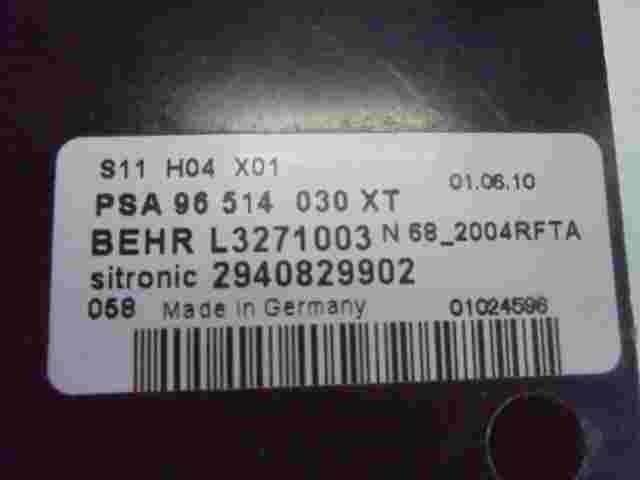 S11 H04 X01 01.06.10
PSA 96 514 030 XT
BEHR L3271003 N 68_2004RFTA
sitronic 2940829902
058 Made in Germany 01024596